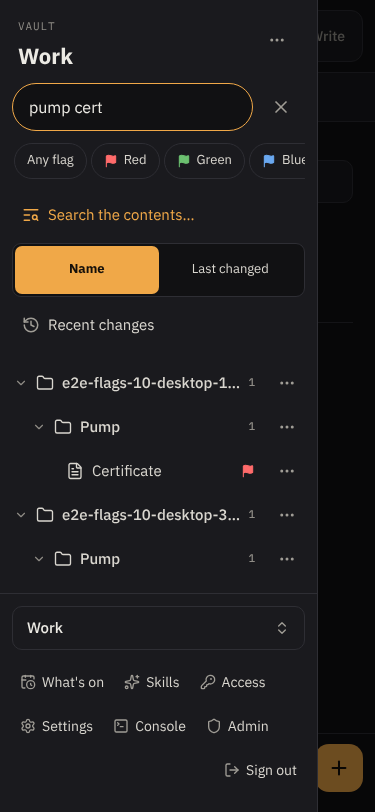 VAULT
Work
Write
pump cert
Any flag
Red
Green
Blue
Search the contents...
Name
Last changed
Recent changes
e2e-flags-10-desktop-1... 1
Pump 1
Certificate
e2e-flags-10-desktop-3... 1
Pump 1
Work
What's on
Skills
Access
Settings
Console
Admin
Sign out